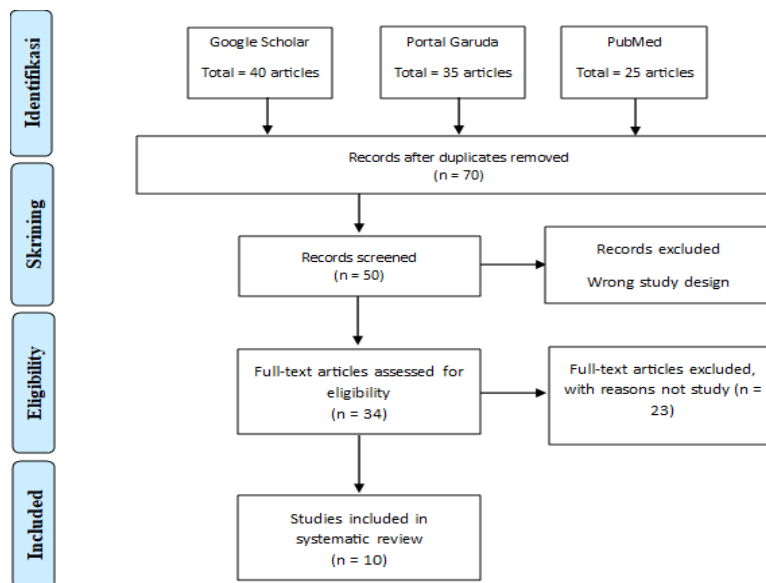 Identifikasi
Google Scholar
Total = 40 articles
Portal Garuda
Total = 35 articles
PubMed
Total = 25 articles
Records after duplicates removed
(n = 70)
Skrining
Records screened
(n = 50)
Records excluded
Wrong study design
Eligibility
Full-text articles assessed for
eligibility
(n = 34)
Full-text articles excluded,
with reasons not study (n =
23)
Included
Studies included in
systematic review
(n = 10)